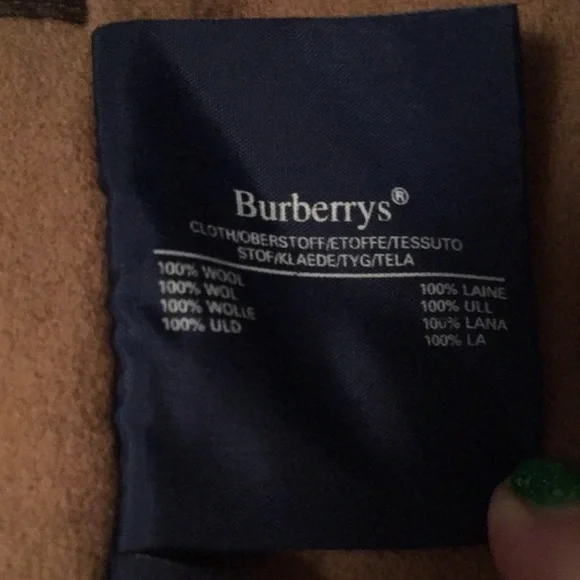 Burberrys®
CLOTH/OBERSTOFF/ETOFFE/TESSUTO
STOF/KLAEDE/TYG/TELA
100% WOOL
100% WOL
100% WOLLE
100% ULD
100% LAINE
100% ULL
100% LANA
100% LA